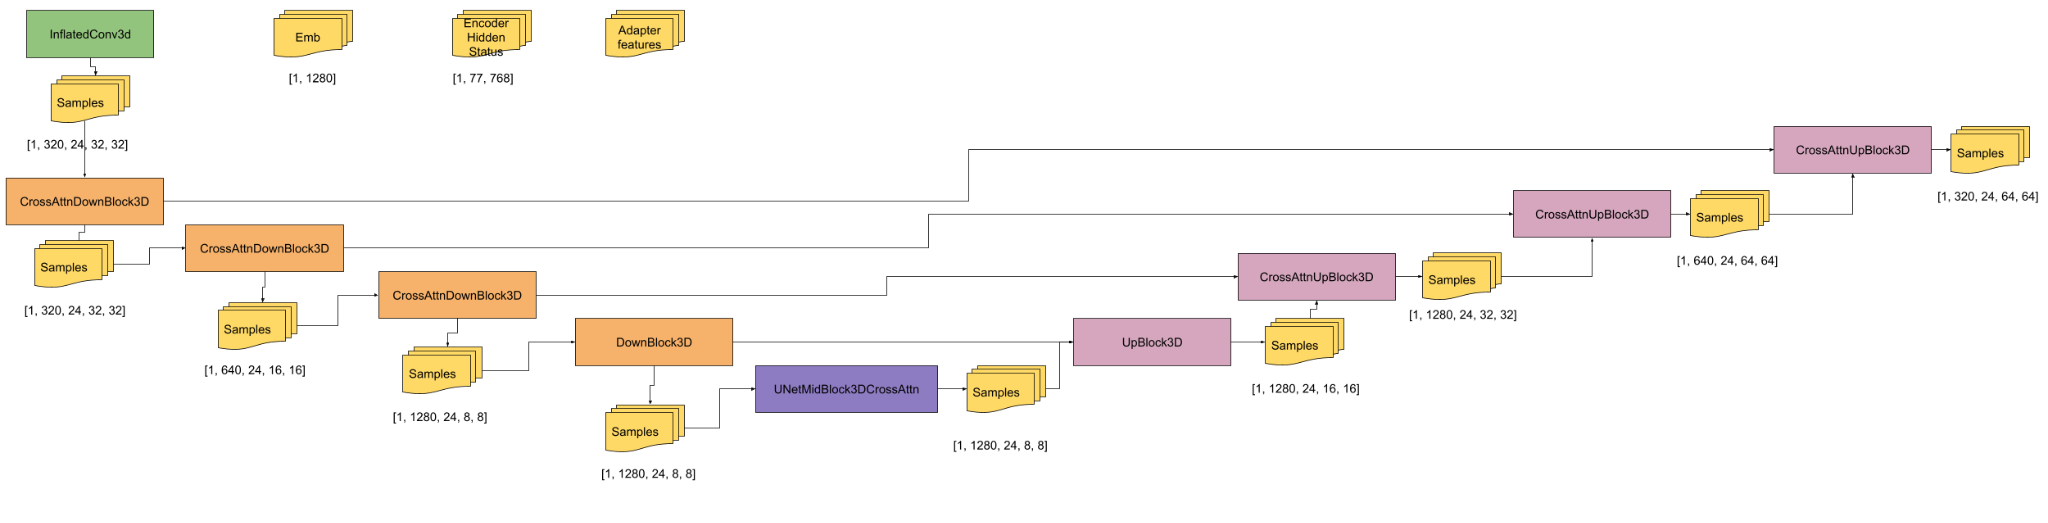 InflatedConv3d
Emb
Encoder
Hidden
Status
Adapter
features
[1, 1280]
[1, 77, 768]
Samples
[1, 320, 24, 32, 32]
CrossAttnUpBlock3D
Samples
[1, 320, 24, 64, 64]
CrossAttnDownBlock3D
CrossAttnUpBlock3D
Samples
[1, 640, 24, 64, 64]
Samples
[1, 320, 24, 32, 32]
CrossAttnDownBlock3D
CrossAttnUpBlock3D
Samples
[1, 1280, 24, 32, 32]
Samples
[1, 640, 24, 16, 16]
CrossAttnDownBlock3D
Samples
[1, 1280, 24, 8, 8]
DownBlock3D
UpBlock3D
Samples
[1, 1280, 24, 16, 16]
Samples
[1, 1280, 24, 8, 8]
UNetMidBlock3DCrossAttn
Samples
[1, 1280, 24, 8, 8]